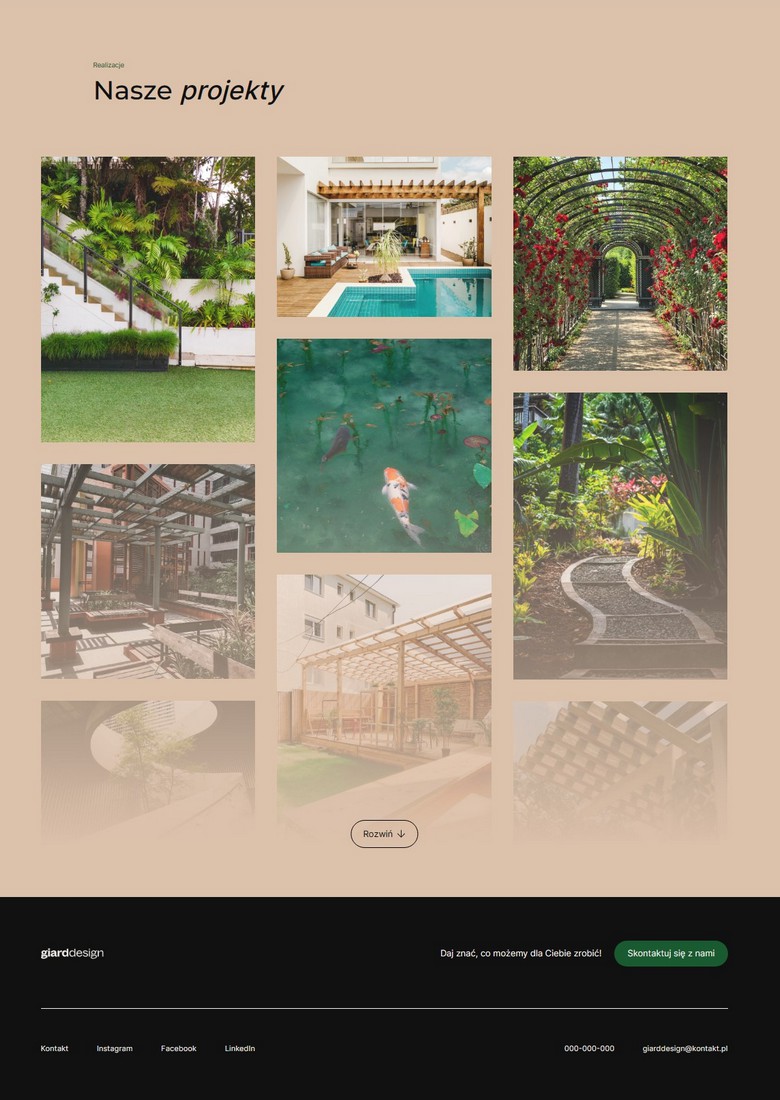 Realizacje
Nasze projekty
Rozwiń ↓
giarddesign
Daj znać, co możemy dla Ciebie zrobić!
Skontaktuj się z nami
Kontakt
Instagram
Facebook
LinkedIn
000-000-000
giarddesign@kontakt.pl